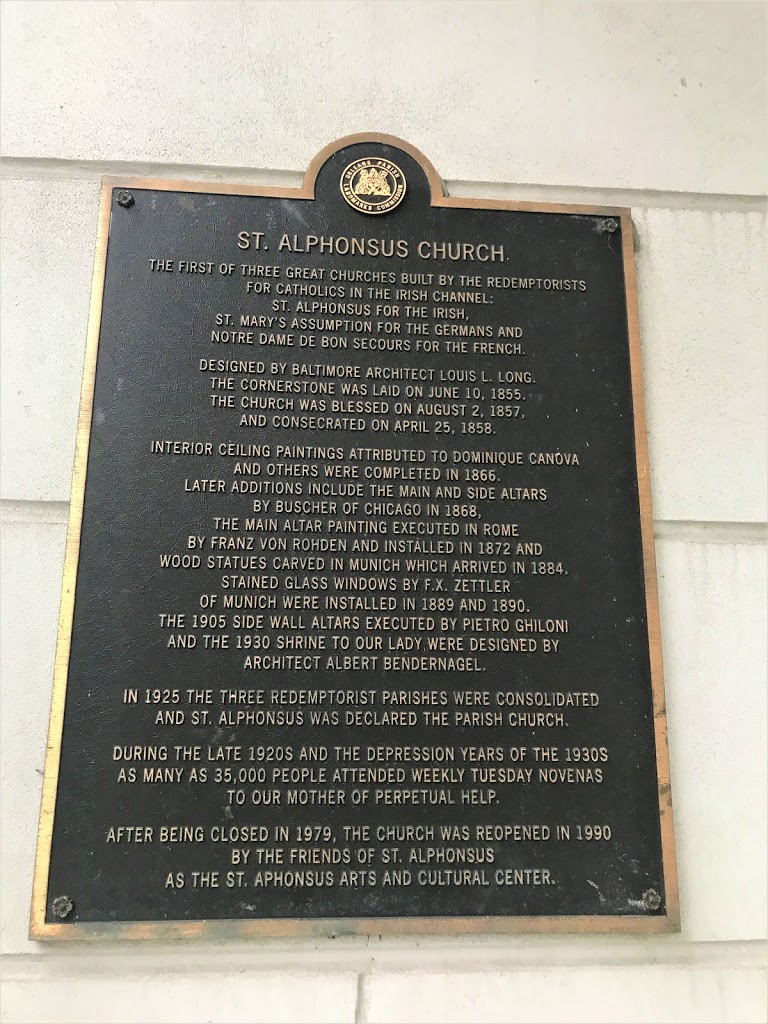 ORLEANS PARISH
LANDMARKS COMMISSION
ST. ALPHONSUS CHURCH
THE FIRST OF THREE GREAT CHURCHES BUILT BY THE REDEMPTORISTS
FOR CATHOLICS IN THE IRISH CHANNEL:
ST. ALPHONSUS FOR THE IRISH,
ST. MARY'S ASSUMPTION FOR THE GERMANS AND
NOTRE DAME DE BON SECOURS FOR THE FRENCH.
DESIGNED BY BALTIMORE ARCHITECT LOUIS L. LONG.
THE CORNERSTONE WAS LAID ON JUNE 10, 1855.
THE CHURCH WAS BLESSED ON AUGUST 2, 1857,
AND CONSECRATED ON APRIL 25, 1858.
INTERIOR CEILING PAINTINGS ATTRIBUTED TO DOMINIQUE CANOVA
AND OTHERS WERE COMPLETED IN 1866.
LATER ADDITIONS INCLUDE THE MAIN AND SIDE ALTARS
BY BUSCHER OF CHICAGO IN 1868,
THE MAIN ALTAR PAINTING EXECUTED IN ROME
BY FRANZ VON ROHDEN AND INSTALLED IN 1872 AND
WOOD STATUES CARVED IN MUNICH WHICH ARRIVED IN 1884.
STAINED GLASS WINDOWS BY F.X. ZETTLER
OF MUNICH WERE INSTALLED IN 1889 AND 1890.
THE 1905 SIDE WALL ALTARS EXECUTED BY PIETRO GHILONI
AND THE 1930 SHRINE TO OUR LADY WERE DESIGNED BY
ARCHITECT ALBERT BENDERNAGEL.
IN 1925 THE THREE REDEMPTORIST PARISHES WERE CONSOLIDATED
AND ST. ALPHONSUS WAS DECLARED THE PARISH CHURCH.
DURING THE LATE 1920S AND THE DEPRESSION YEARS OF THE 1930S
AS MANY AS 35,000 PEOPLE ATTENDED WEEKLY TUESDAY NOVENAS
TO OUR MOTHER OF PERPETUAL HELP.
AFTER BEING CLOSED IN 1979, THE CHURCH WAS REOPENED IN 1990
BY THE FRIENDS OF ST. ALPHONSUS
AS THE ST. APHONSUS ARTS AND CULTURAL CENTER.